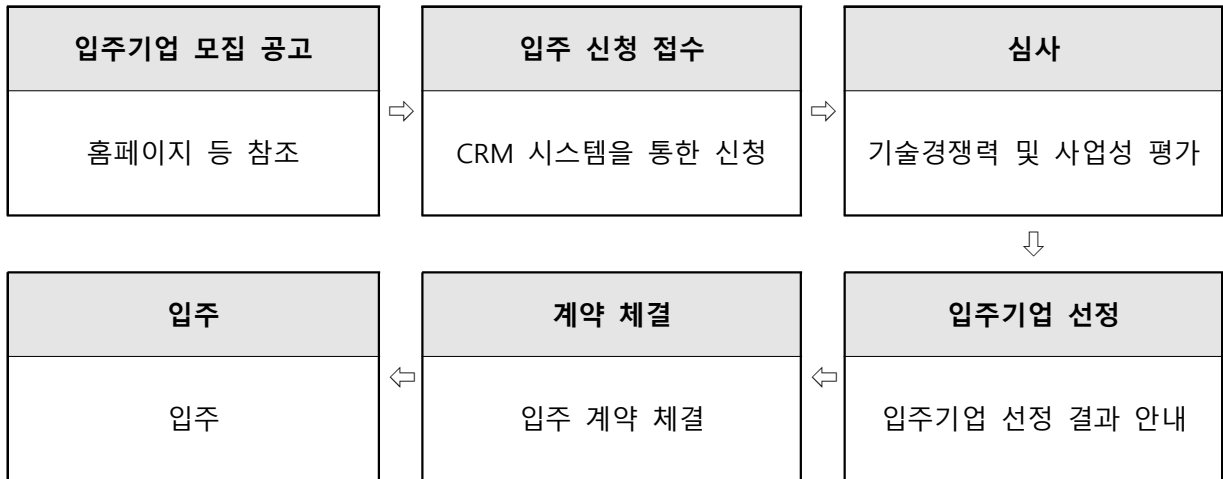 입주기업 모집 공고
홈페이지 등 참조
⇨
입주 신청 접수
CRM 시스템을 통한 신청
⇨
심사
기술경쟁력 및 사업성 평가
⇩
입주기업 선정
입주기업 선정 결과 안내
⇦
계약 체결
입주 계약 체결
⇦
입주
입주